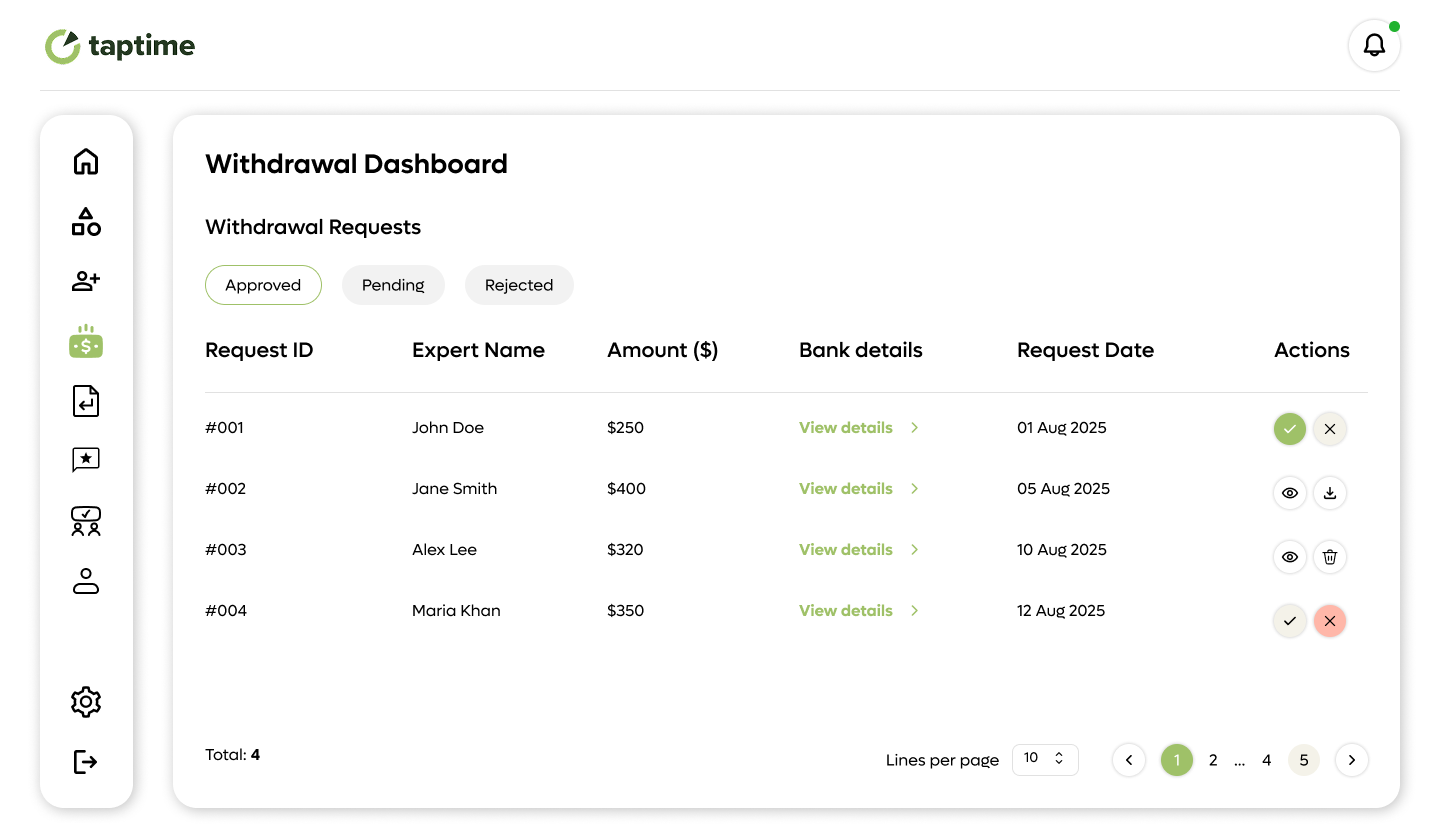 taptime
Withdrawal Dashboard
Withdrawal Requests
Approved Pending Rejected
Request ID Expert Name Amount ($) Bank details Request Date Actions
#001 John Doe $250 View details 01 Aug 2025
#002 Jane Smith $400 View details 05 Aug 2025
#003 Alex Lee $320 View details 10 Aug 2025
#004 Maria Khan $350 View details 12 Aug 2025
Total: 4 Lines per page 10 1 2 ... 4 5